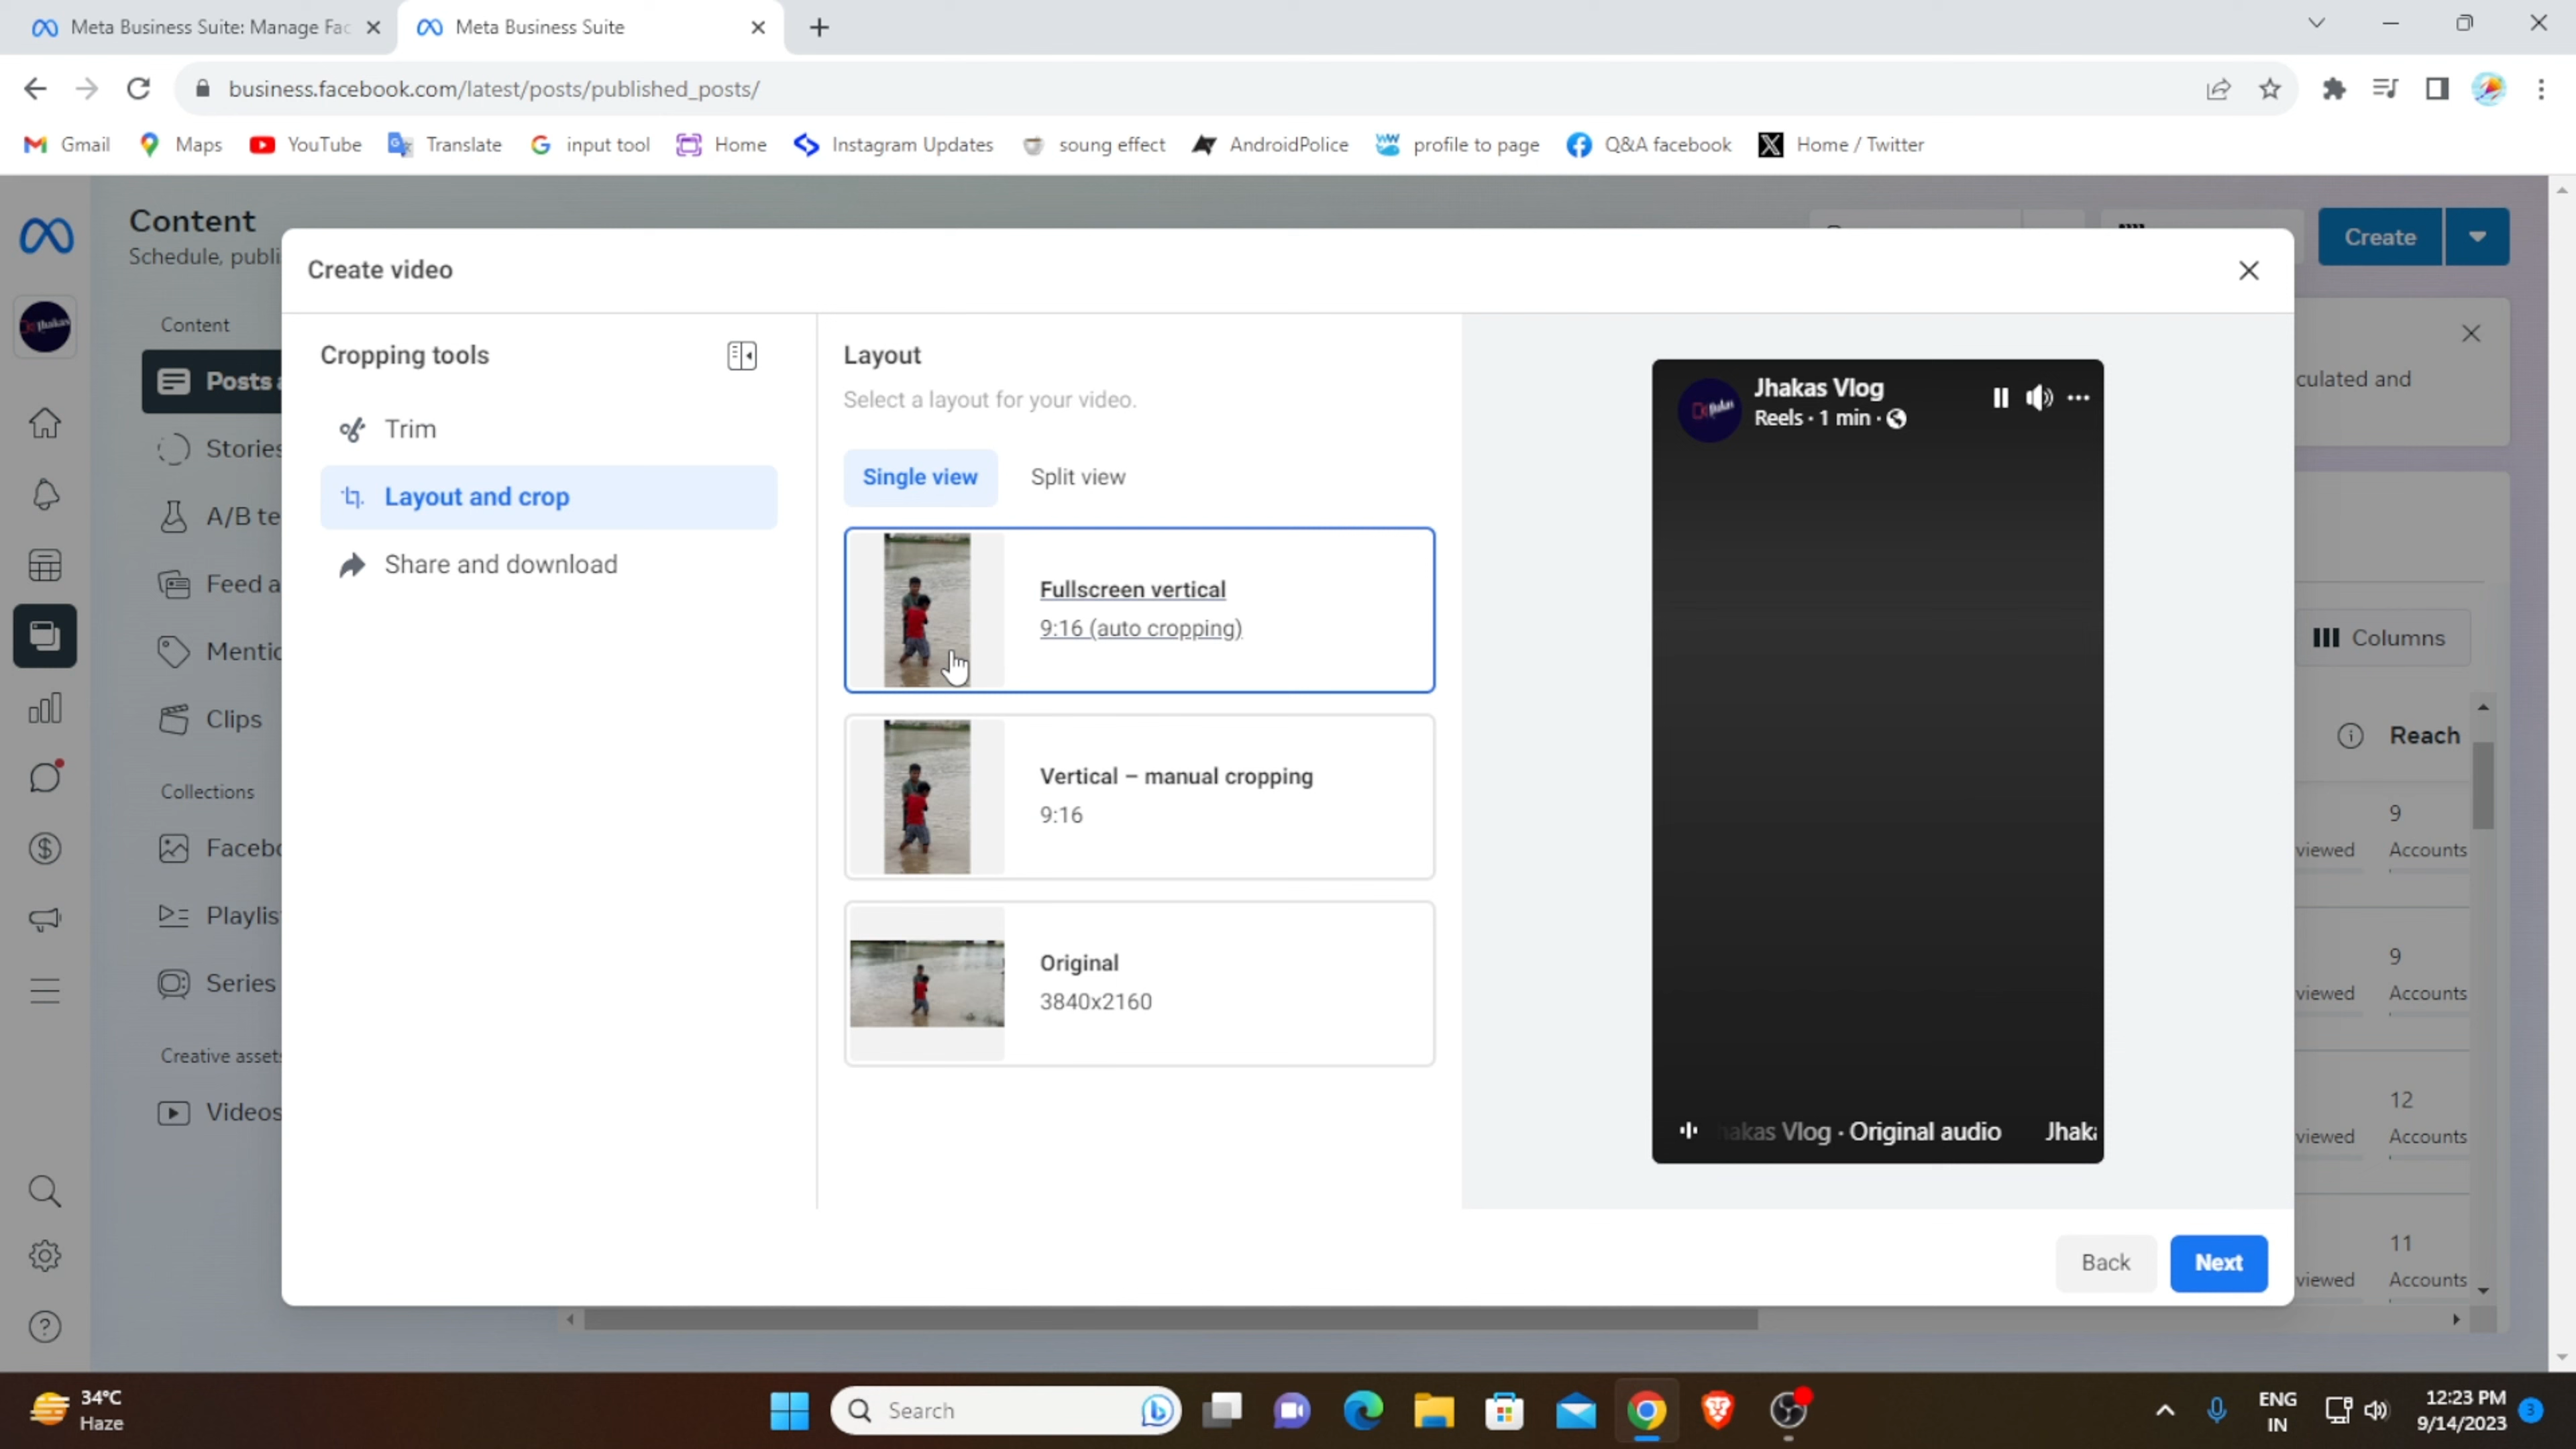 Meta Business Suite: Manage Fac
Meta Business Suite
business.facebook.com/latest/posts/published_posts/
Gmail
Maps
YouTube
Translate
input tool
Home
Instagram Updates
soung effect
AndroidPolice
profile to page
Q&A facebook
Home / Twitter
Content
Schedule, publi
Create
Create video
Content
Posts a
Stories
A/B te
Feed a
Mentio
Clips
Collections
Facebo
Playlis
Series
Creative assets
Videos
Cropping tools
Trim
Layout and crop
Share and download
Layout
Select a layout for your video.
Single view
Split view
Fullscreen vertical
9:16 (auto cropping)
Vertical – manual cropping
9:16
Original
3840x2160
Jhakas Vlog
Reels · 1 min ·
hakas Vlog · Original audio
Jhaka
Back
Next
culated and
Columns
Reach
9
viewed
Accounts
9
viewed
Accounts
12
viewed
Accounts
11
viewed
Accounts
34°C
Haze
Search
ENG
IN
12:23 PM
9/14/2023
3